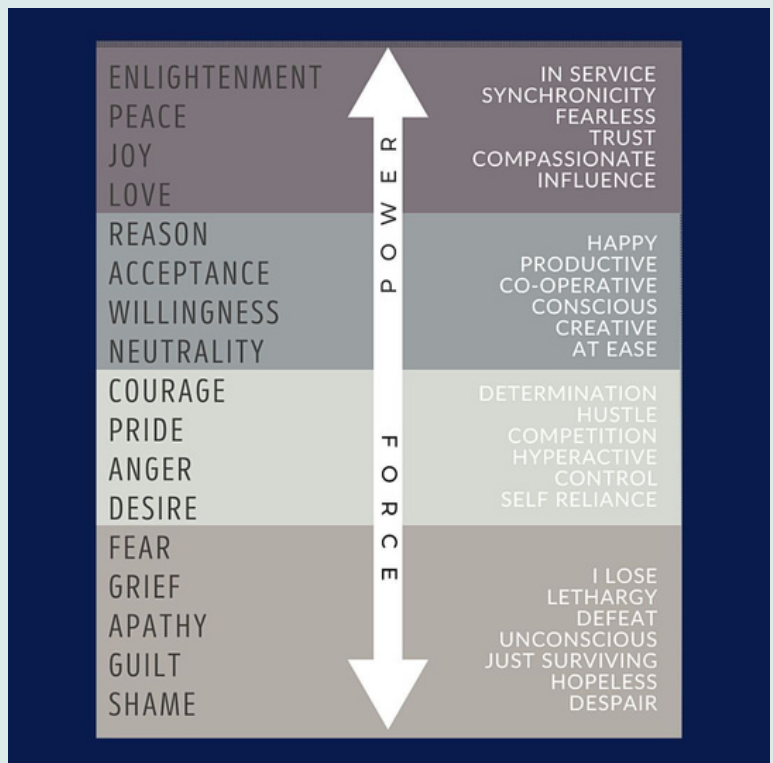 ENLIGHTENMENT
PEACE
JOY
LOVE
REASON
ACCEPTANCE
WILLINGNESS
NEUTRALITY
COURAGE
PRIDE
ANGER
DESIRE
FEAR
GRIEF
APATHY
GUILT
SHAME
POWER
FORCE
IN SERVICE
SYNCHRONICITY
FEARLESS
TRUST
COMPASSIONATE
INFLUENCE
HAPPY
PRODUCTIVE
CO-OPERATIVE
CONSCIOUS
CREATIVE
AT EASE
DETERMINATION
HUSTLE
COMPETITION
HYPERACTIVE
CONTROL
SELF RELIANCE
I LOSE
LETHARGY
DEFEAT
UNCONSCIOUS
JUST SURVIVING
HOPELESS
DESPAIR